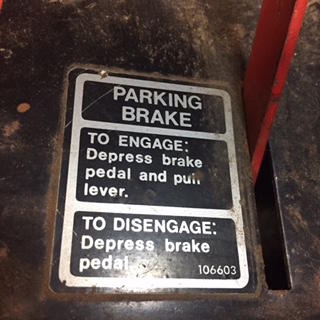 PARKING
BRAKE
TO ENGAGE:
Depress brake
pedal and pull
lever.
TO DISENGAGE:
Depress brake
pedal
106603